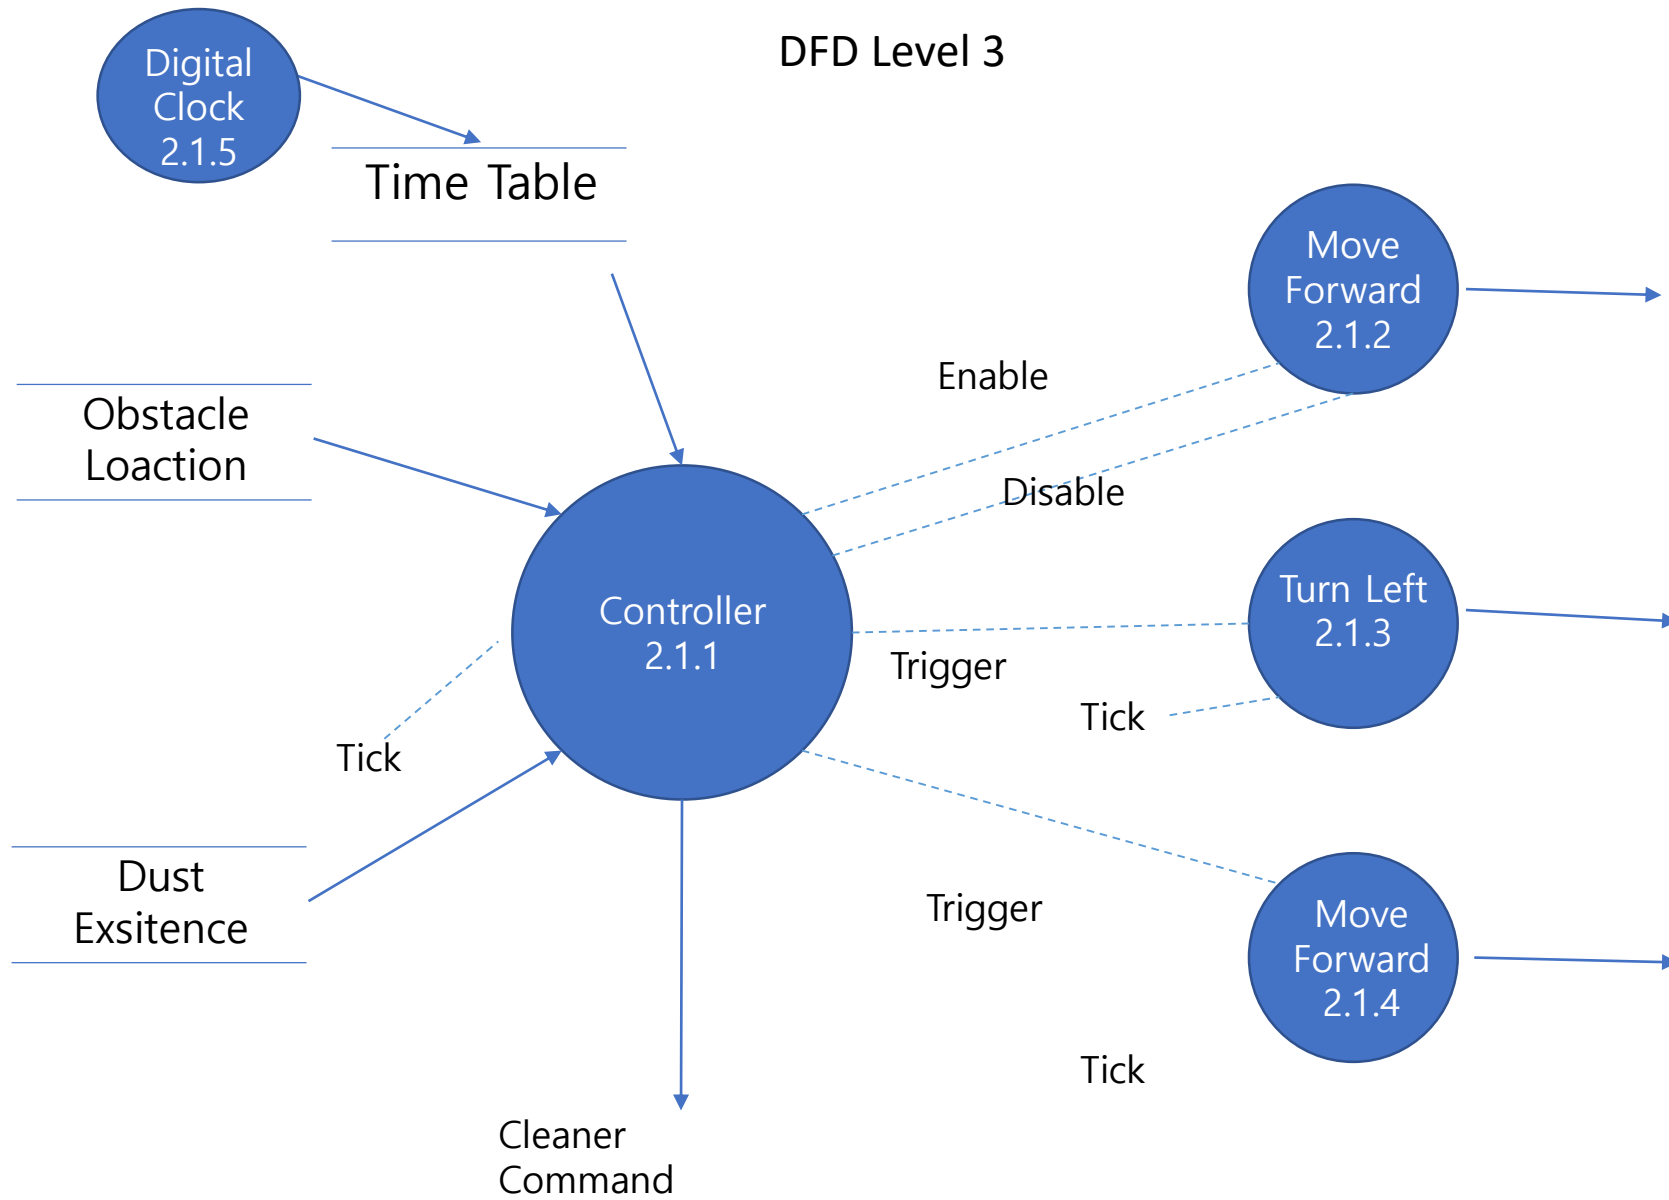 DFD Level 3
Digital
Clock
2.1.5
Time Table
Move
Forward
2.1.2
Enable
Obstacle
Loaction
Disable
Turn Left
2.1.3
Controller
2.1.1
Trigger
Tick
Tick
Dust
Exsitence
Trigger
Move
Forward
2.1.4
Tick
Cleaner
Command